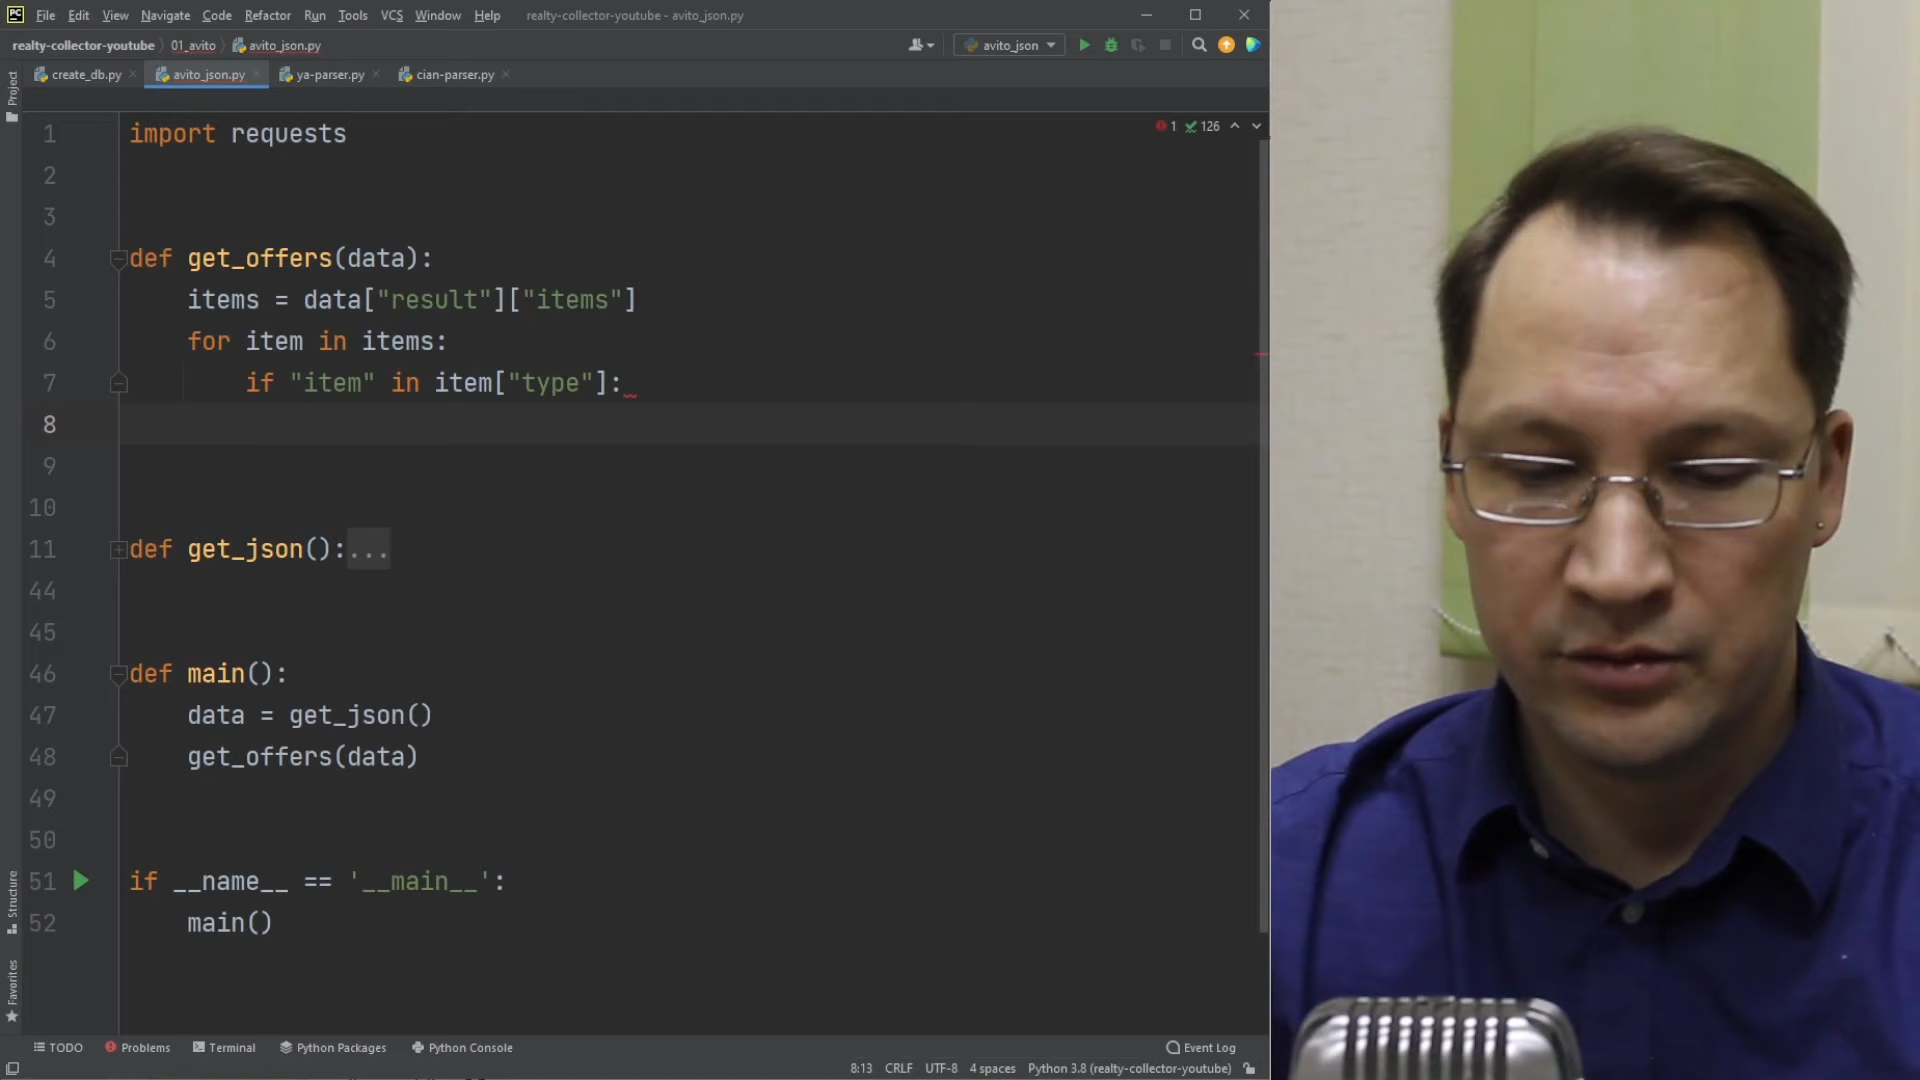 PC File Edit View Navigate Code Refactor Run Tools VCS Window Help realty-collector-youtube - avito_json.py
realty-collector-youtube 01_avito avito_json.py avito_json
create_db.py avito_json.py ya-parser.py cian-parser.py
Project
1 import requests
1 126
2
3
4 def get_offers(data):
5 items = data["result"]["items"]
6 for item in items:
7 if "item" in item["type"]:
8
9
10
11 def get_json():...
44
45
46 def main():
47 data = get_json()
48 get_offers(data)
49
50
51 if __name__ == '__main__':
52 main()
Structure
Favorites
TODO Problems Terminal Python Packages Python Console Event Log
8:13 CRLF UTF-8 4 spaces Python 3.8 (realty-collector-youtube)